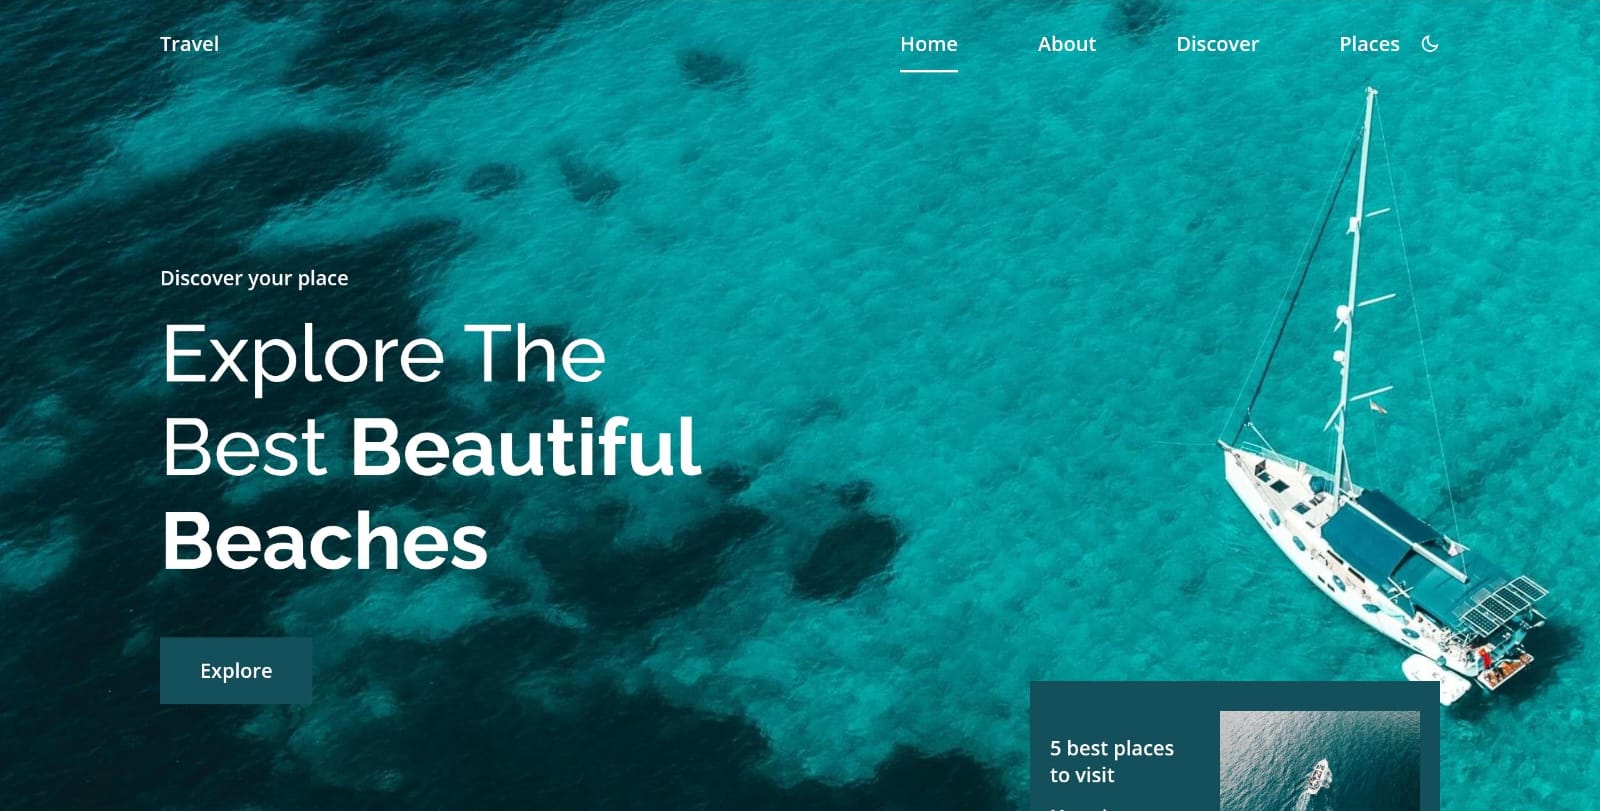 Travel
Home About Discover Places
Discover your place
Explore The
Best Beautiful
Beaches
Explore
5 best places
to visit